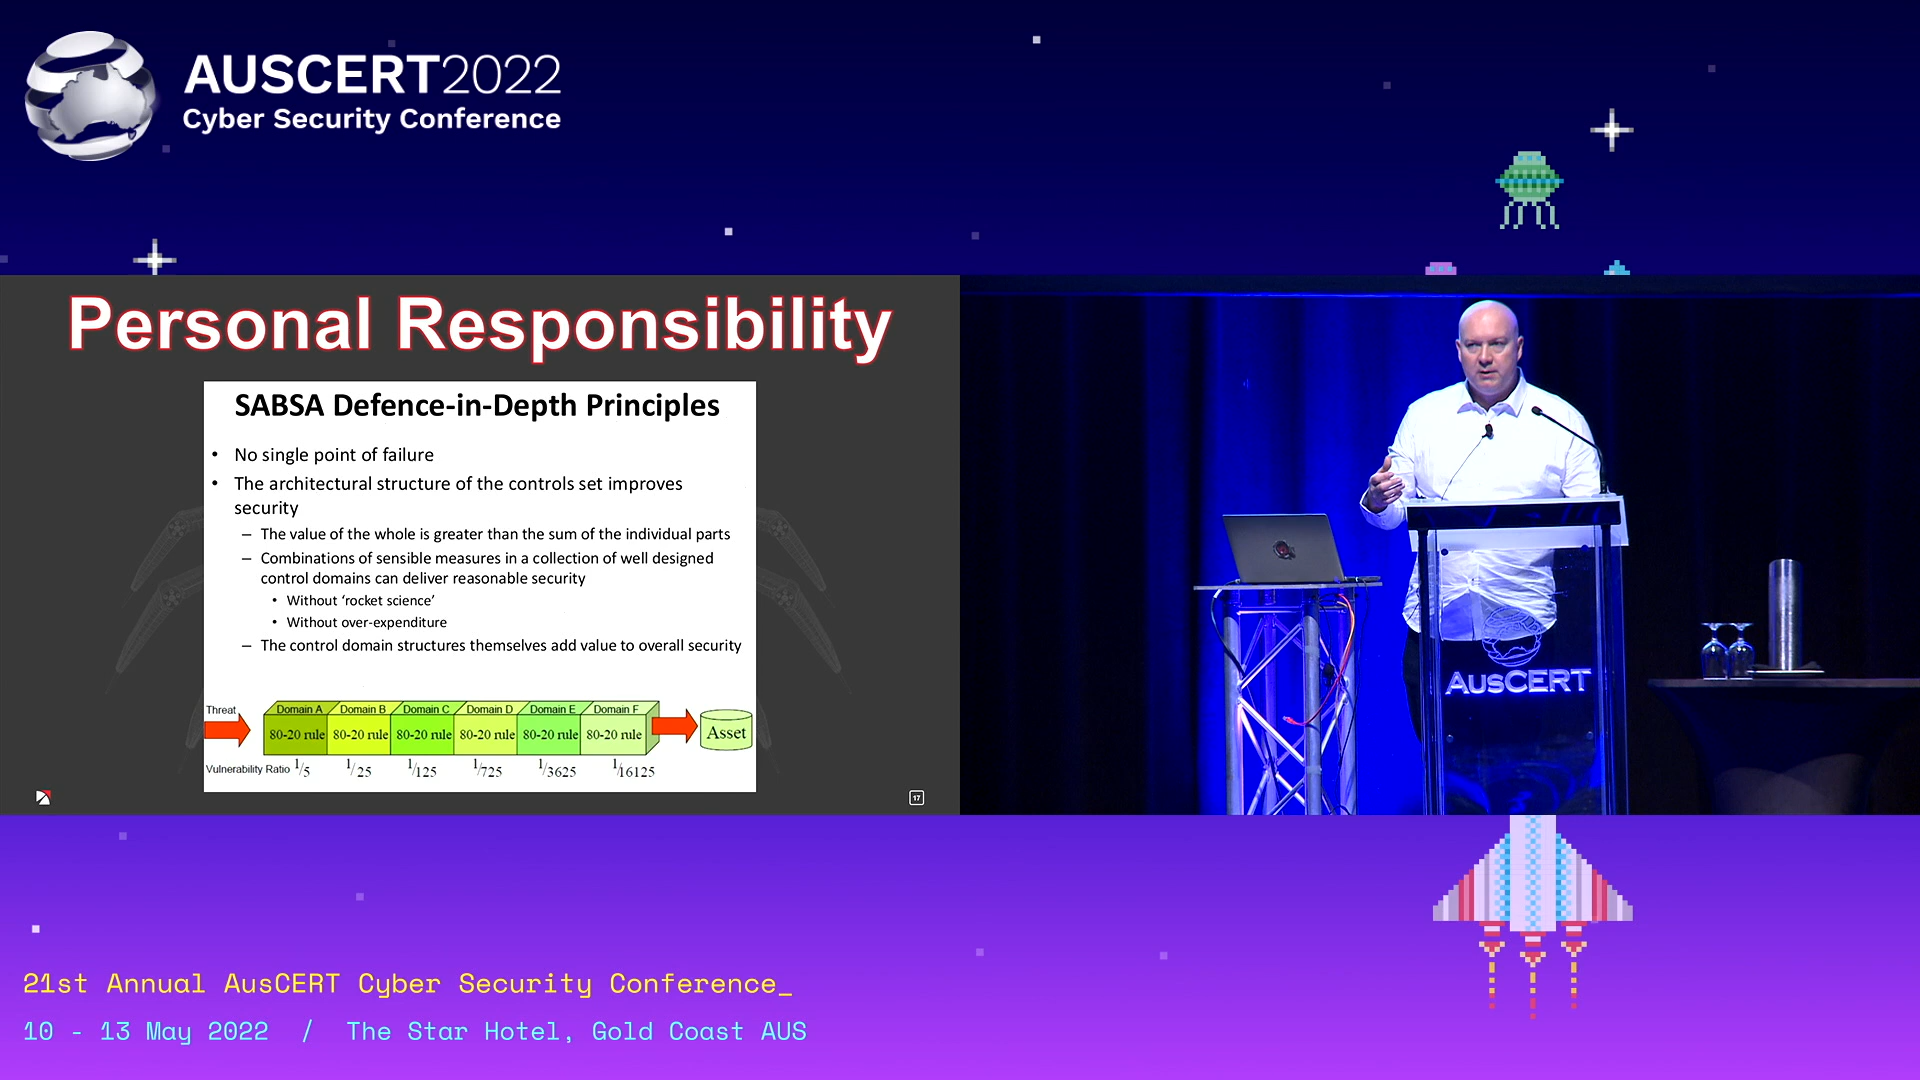 AUSCERT2022
Cyber Security Conference
Personal Responsibility
SABSA Defence-in-Depth Principles
• No single point of failure
• The architectural structure of the controls set improves
security
– The value of the whole is greater than the sum of the individual parts
– Combinations of sensible measures in a collection of well designed
control domains can deliver reasonable security
• Without ‘rocket science’
• Without over-expenditure
– The control domain structures themselves add value to overall security
Threat
Domain A Domain B Domain C Domain D Domain E Domain F
80-20 rule 80-20 rule 80-20 rule 80-20 rule 80-20 rule 80-20 rule
Asset
Vulnerability Ratio 1/5 1/25 1/125 1/725 1/3625 1/16125
17
AUSCERT
21st Annual AusCERT Cyber Security Conference_
10 - 13 May 2022 / The Star Hotel, Gold Coast AUS